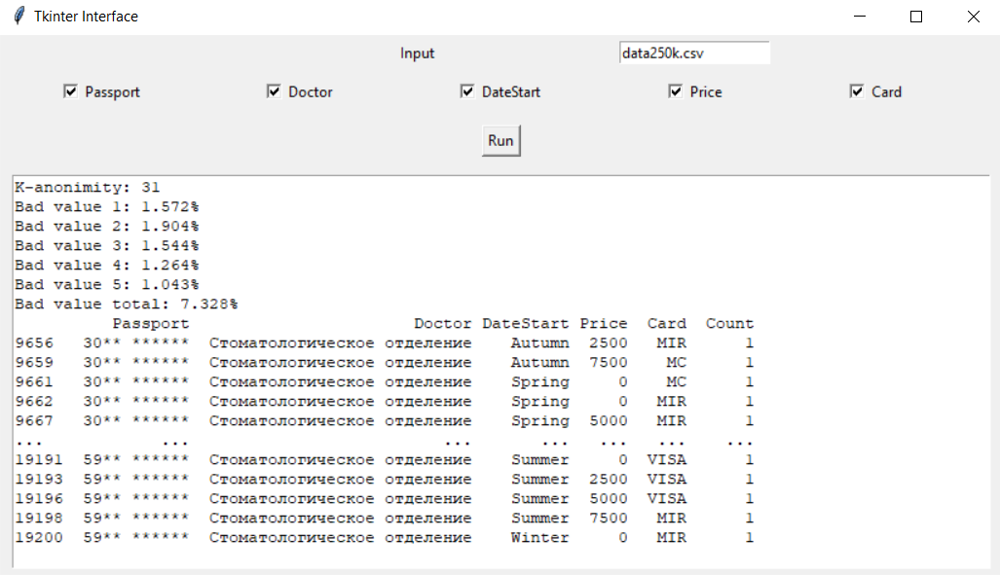 Tkinter Interface
Input data250k.csv
Passport Doctor DateStart Price Card
Run
K-anonimity: 31
Bad value 1: 1.572%
Bad value 2: 1.904%
Bad value 3: 1.544%
Bad value 4: 1.264%
Bad value 5: 1.043%
Bad value total: 7.328%
Passport Doctor DateStart Price Card Count
9656 30** ****** Стоматологическое отделение Autumn 2500 MIR 1
9659 30** ****** Стоматологическое отделение Autumn 7500 MC 1
9661 30** ****** Стоматологическое отделение Spring 0 MC 1
9662 30** ****** Стоматологическое отделение Spring 0 MIR 1
9667 30** ****** Стоматологическое отделение Spring 5000 MIR 1
... ... ... ... ... ... ...
19191 59** ****** Стоматологическое отделение Summer 0 VISA 1
19193 59** ****** Стоматологическое отделение Summer 2500 VISA 1
19196 59** ****** Стоматологическое отделение Summer 5000 VISA 1
19198 59** ****** Стоматологическое отделение Summer 7500 MIR 1
19200 59** ****** Стоматологическое отделение Winter 0 MIR 1